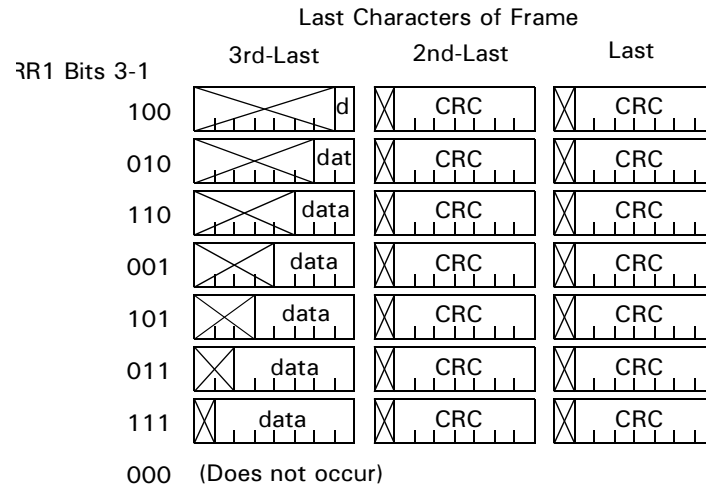 Last Characters of Frame
RR1 Bits 3-1 3rd-Last 2nd-Last Last
100 d CRC CRC
010 dat CRC CRC
110 data CRC CRC
001 data CRC CRC
101 data CRC CRC
011 data CRC CRC
111 data CRC CRC
000 (Does not occur)